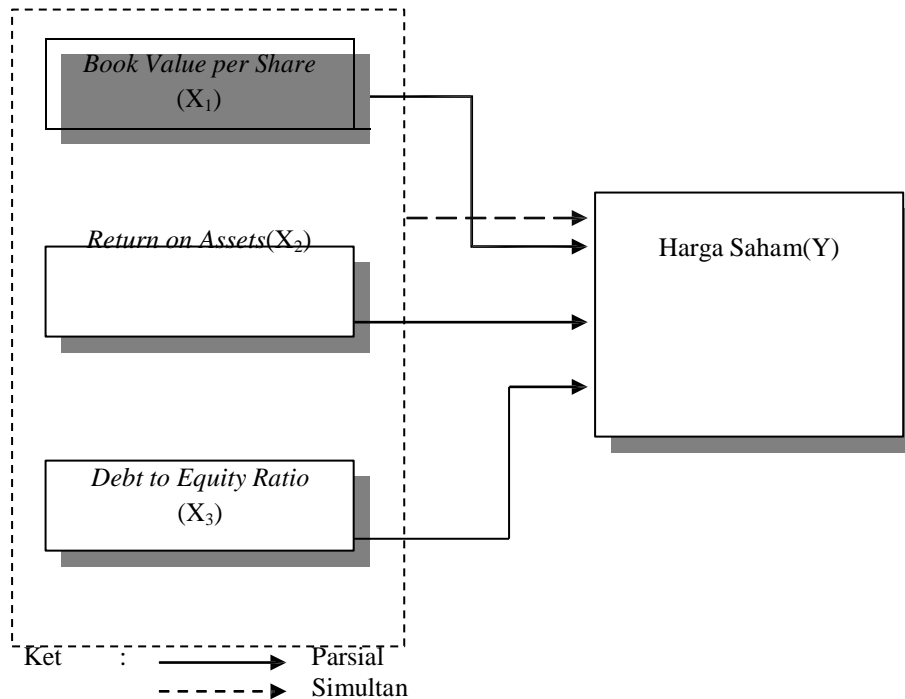 Book Value per Share
(X₁)
Return on Assets(X₂)
Harga Saham(Y)
Debt to Equity Ratio
(X₃)
Ket : Parsial
Simultan